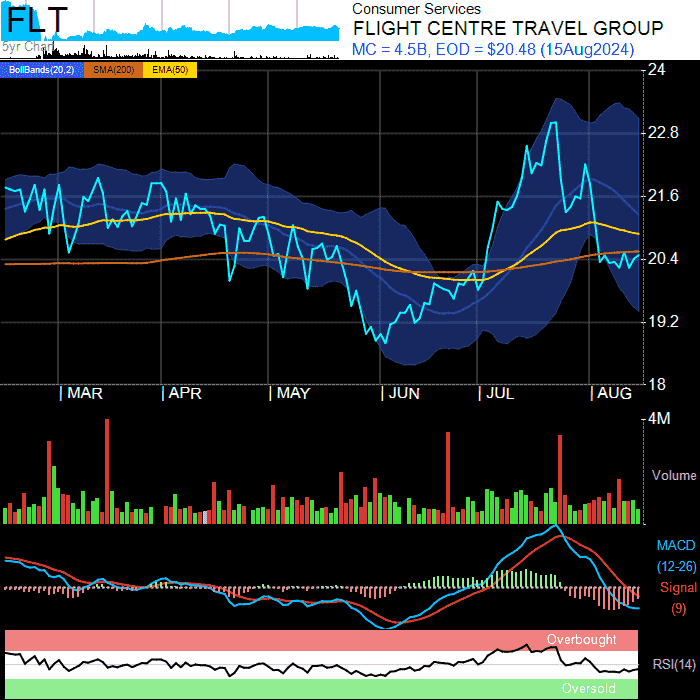 FLT
5yr Chart
Consumer Services
FLIGHT CENTRE TRAVEL GROUP
MC = 4.5B, EOD = $20.48 (15Aug2024)
BollBands(20,2) SMA(200) EMA(50)
24
22.8
21.6
20.4
19.2
18
| MAR | APR | MAY | JUN | JUL | AUG
4M
Volume
MACD
(12-26)
Signal
(9)
Overbought
RSI(14)
Oversold